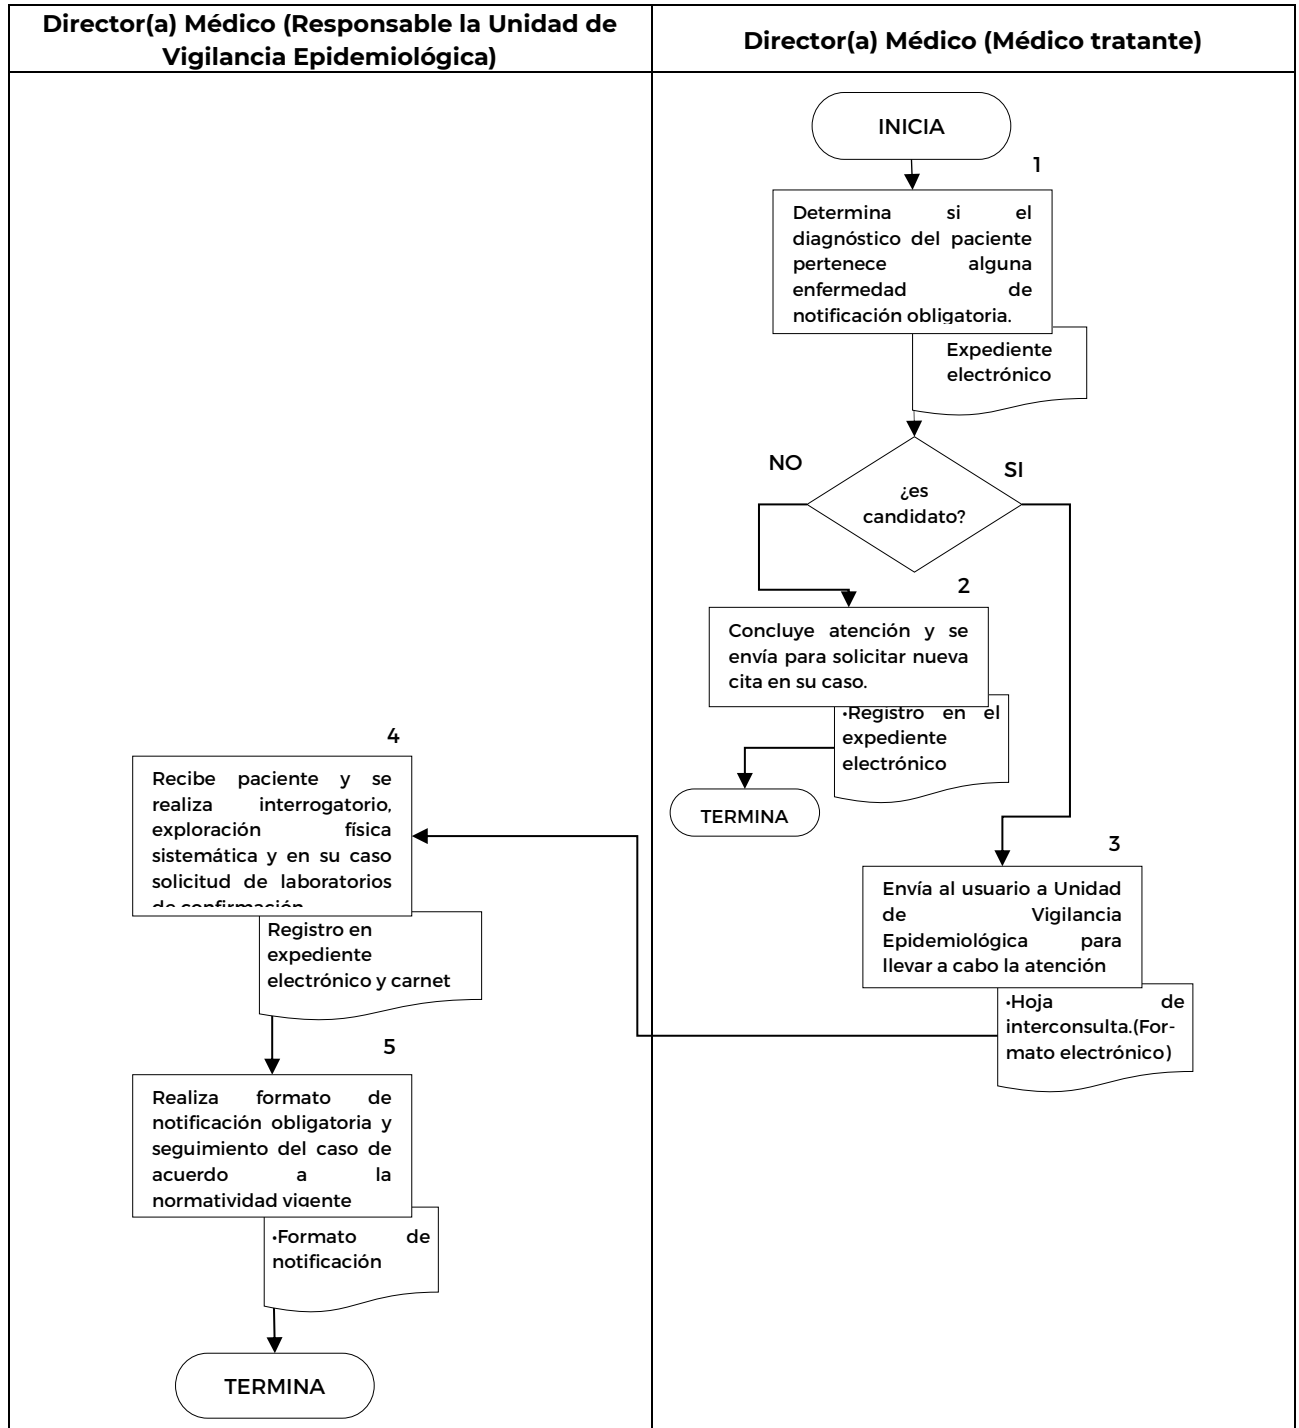 Director(a) Médico (Responsable la Unidad de
Vigilancia Epidemiológica)
Director(a) Médico (Médico tratante)
INICIA
1
Determina si el
diagnóstico del paciente
pertenece alguna
enfermedad de
notificación obligatoria.
Expediente
electrónico
NO
SI
¿es
candidato?
2
Concluye atención y se
envía para solicitar nueva
cita en su caso.
•Registro en el
expediente
electrónico
TERMINA
3
Envía al usuario a Unidad
de Vigilancia
Epidemiológica para
llevar a cabo la atención
•Hoja de
interconsulta.(For-
mato electrónico)
4
Recibe paciente y se
realiza interrogatorio,
exploración física
sistemática y en su caso
solicitud de laboratorios
de confirmación
Registro en
expediente
electrónico y carnet
5
Realiza formato de
notificación obligatoria y
seguimiento del caso de
acuerdo a la
normatividad vigente
•Formato de
notificación
TERMINA